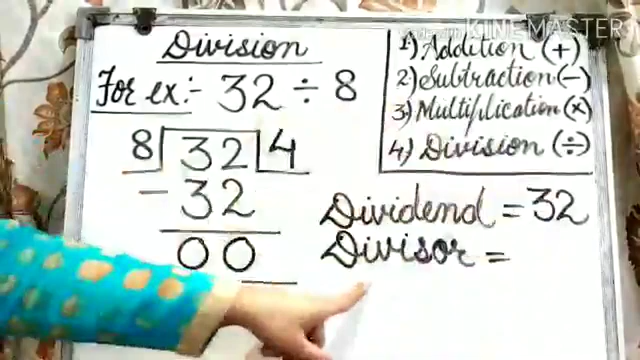 KINEMASTER
Division
For ex:- 32 ÷ 8
8 32 4
- 32
00
1) Addition (+)
2) Subtraction (-)
3) Multiplication (×)
4) Division (÷)
Dividend = 32
Divisor =